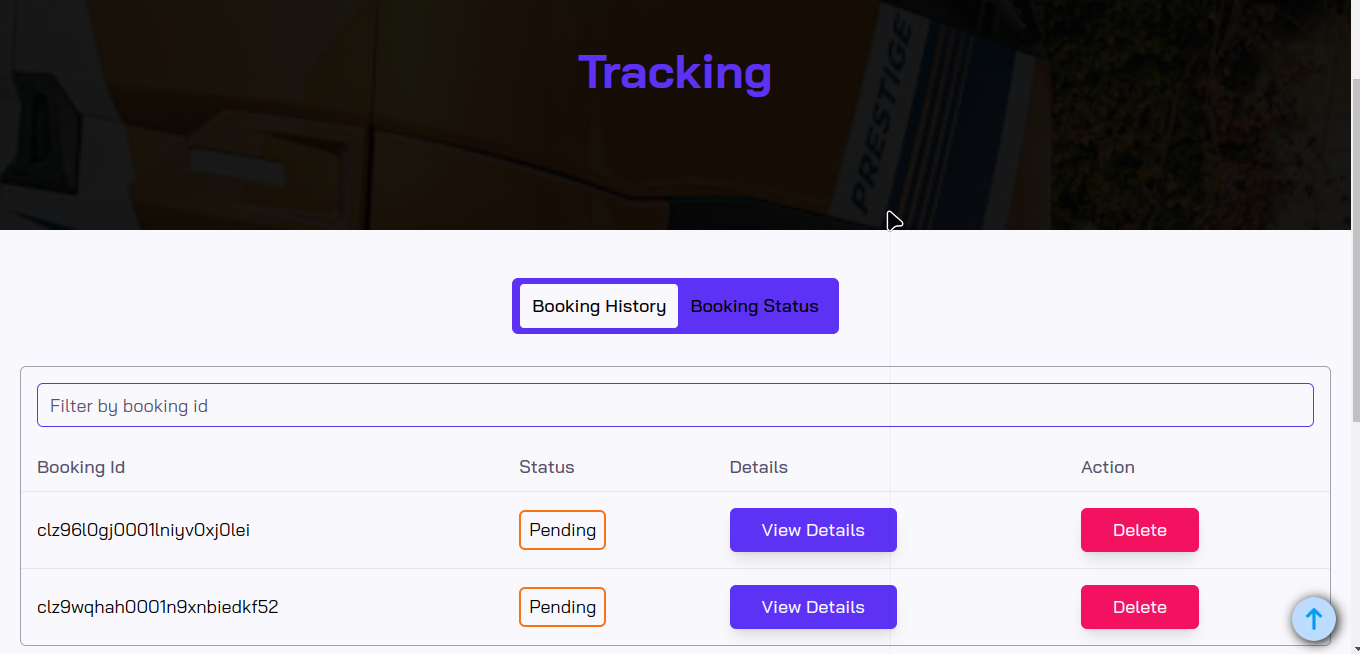 Tracking
PRESTIGE
Booking History Booking Status
Filter by booking id
Booking Id Status Details Action
clz96l0gj0001lniyv0xj0lei Pending View Details Delete
clz9wqhah0001n9xnbiedkf52 Pending View Details Delete